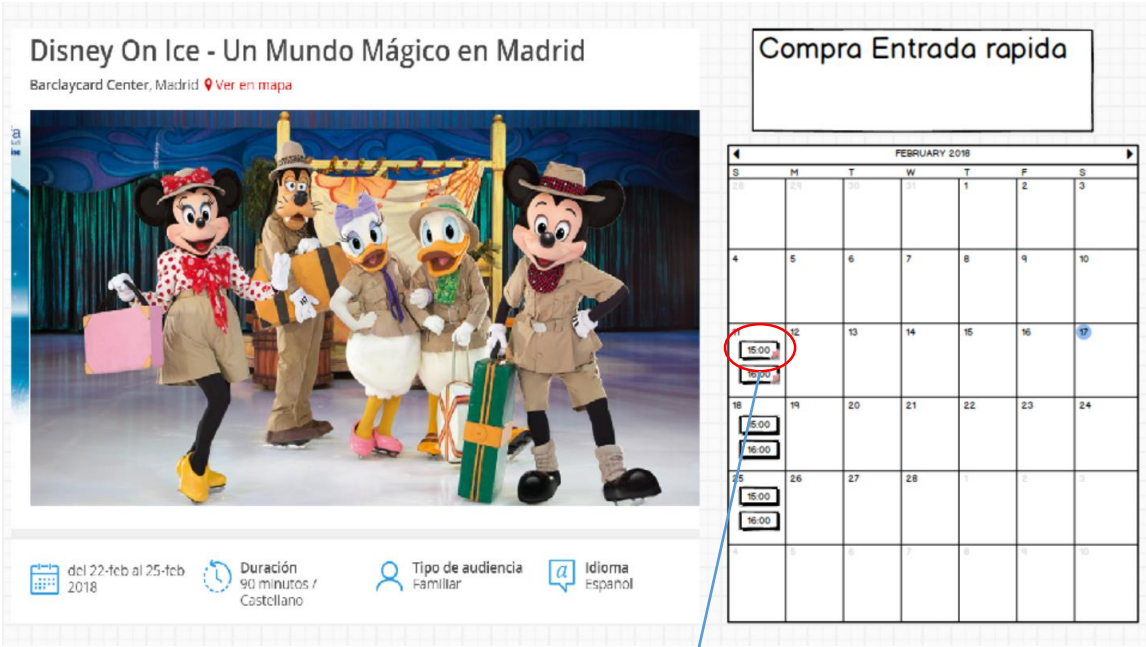 Disney On Ice - Un Mundo Mágico en Madrid
Barclaycard Center, Madrid Ver en mapa
del 22-feb al 25-feb
2018
Duración
90 minutos /
Castellano
Tipo de audiencia
Familiar
a
Idioma
Espanol
Compra Entrada rapida
FEBRUARY 2018
S M T W T F S
28 29 30 31 1 2 3
4 5 6 7 8 9 10
11 12 13 14 15 16 17
15:00
16:00
18 19 20 21 22 23 24
15:00
16:00
25 26 27 28 1 2 3
15:00
16:00
4 5 6 7 8 9 10